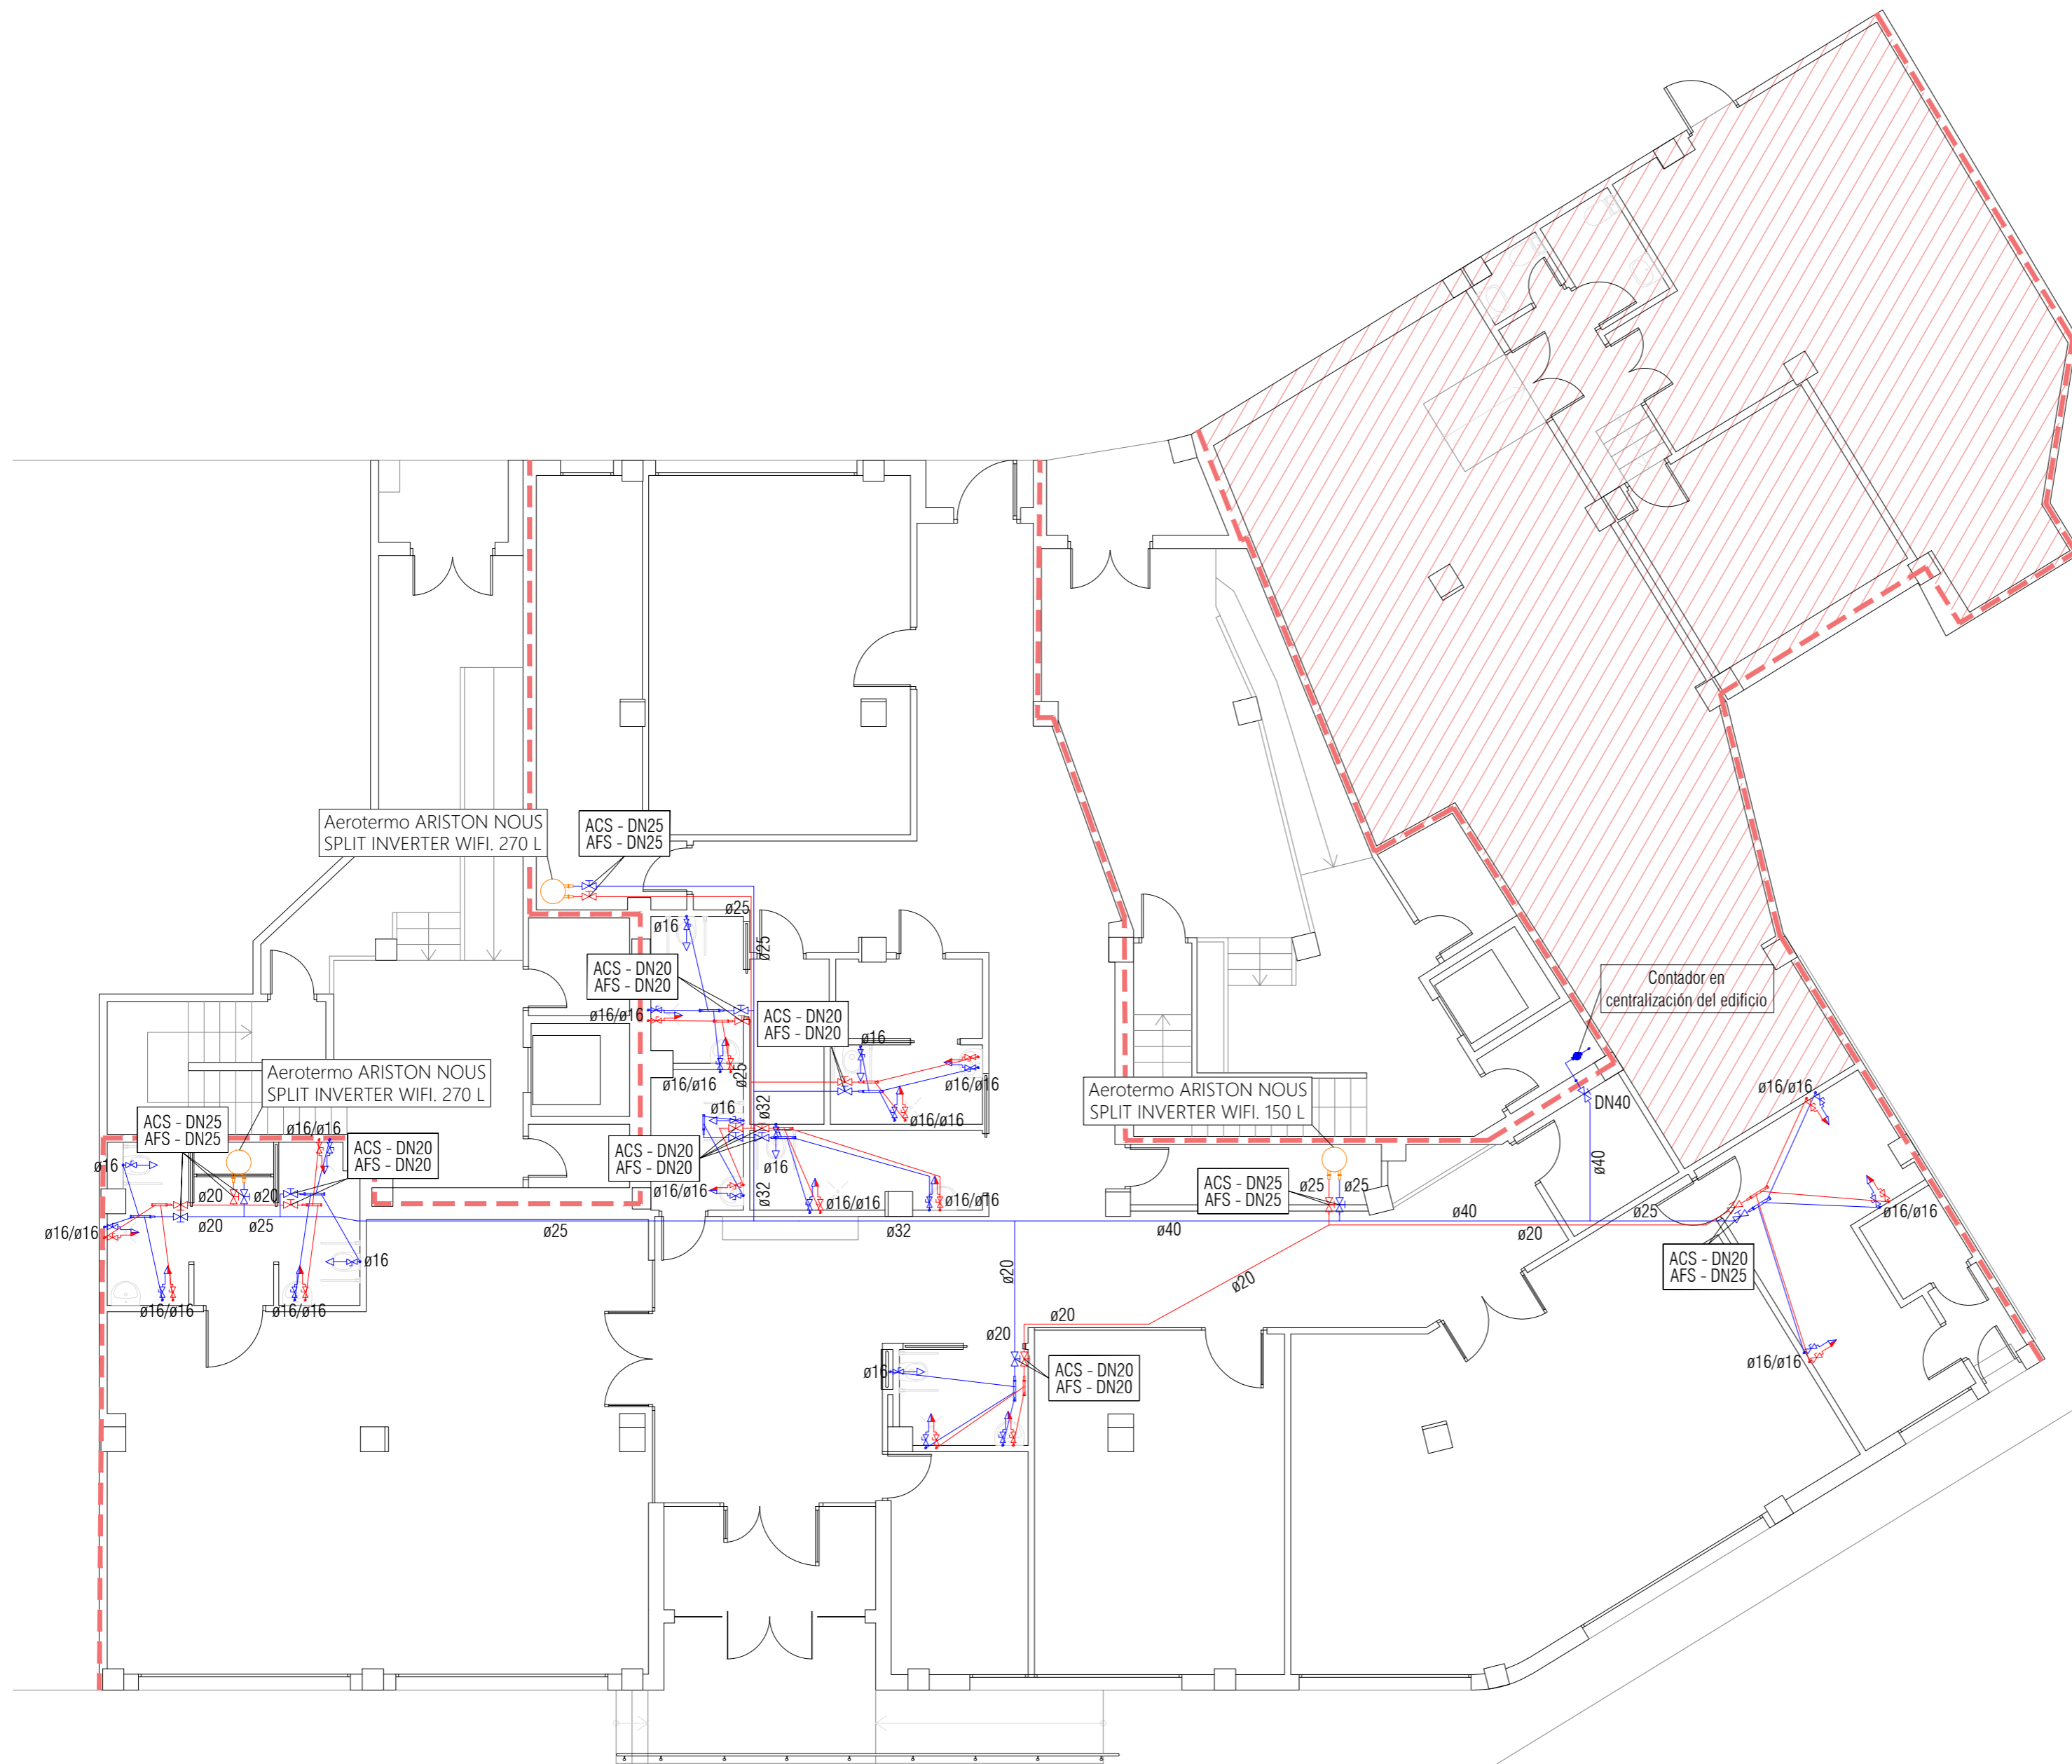 Aerotermo ARISTON NOUS
SPLIT INVERTER WIFI. 270 L
ACS - DN25
AFS - DN25
ø25
ø16
ø25
ACS - DN20
AFS - DN20
ø16/ø16
ACS - DN20
AFS - DN20
ø16
ø16/ø16
ø25
ø16/ø16
ø16/ø16
ø16
ø32
ACS - DN20
AFS - DN20
ø16
ø16/ø16
ø32
ø16/ø16
ø16/ø16
Contador en
centralización del edificio
DN40
ø40
Aerotermo ARISTON NOUS
SPLIT INVERTER WIFI. 150 L
ACS - DN25
AFS - DN25
ø25
ø25
ø16/ø16
ø16/ø16
ø16/ø16
ACS - DN20
AFS - DN25
Aerotermo ARISTON NOUS
SPLIT INVERTER WIFI. 270 L
ACS - DN25
AFS - DN25
ø16/ø16
ACS - DN20
AFS - DN20
ø16
ø20
ø20
ø20
ø25
ø16/ø16
ø16
ø16/ø16
ø16/ø16
ø25
ø32
ø40
ø40
ø25
ø20
ø20
ø20
ø20
ø20
ACS - DN20
AFS - DN20
ø16